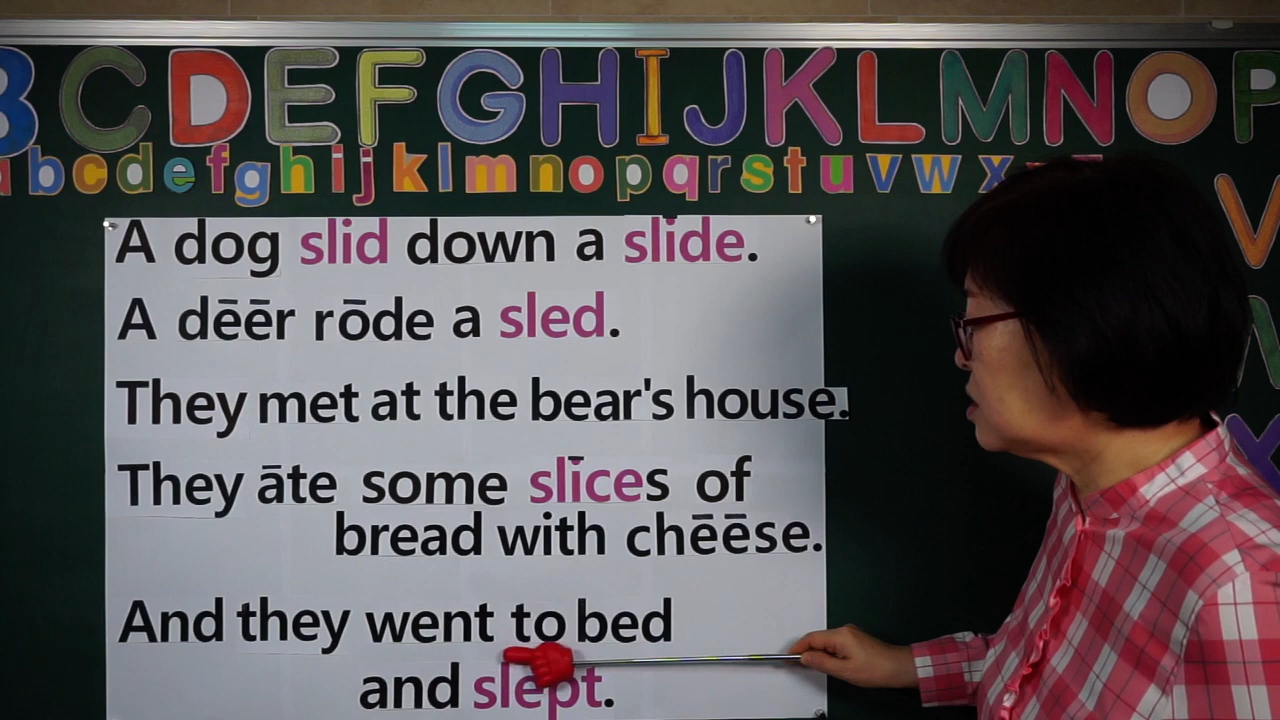 B C D E F G H I J K L M N O P
a b c d e f g h i j k l m n o p q r s t u v w x
V
A dog slid down a slīde.
A dēēr rōde a sled.
They met at the bear's house.
They āte some slīces of
bread with chēēse.
And they went to bed
and slept.